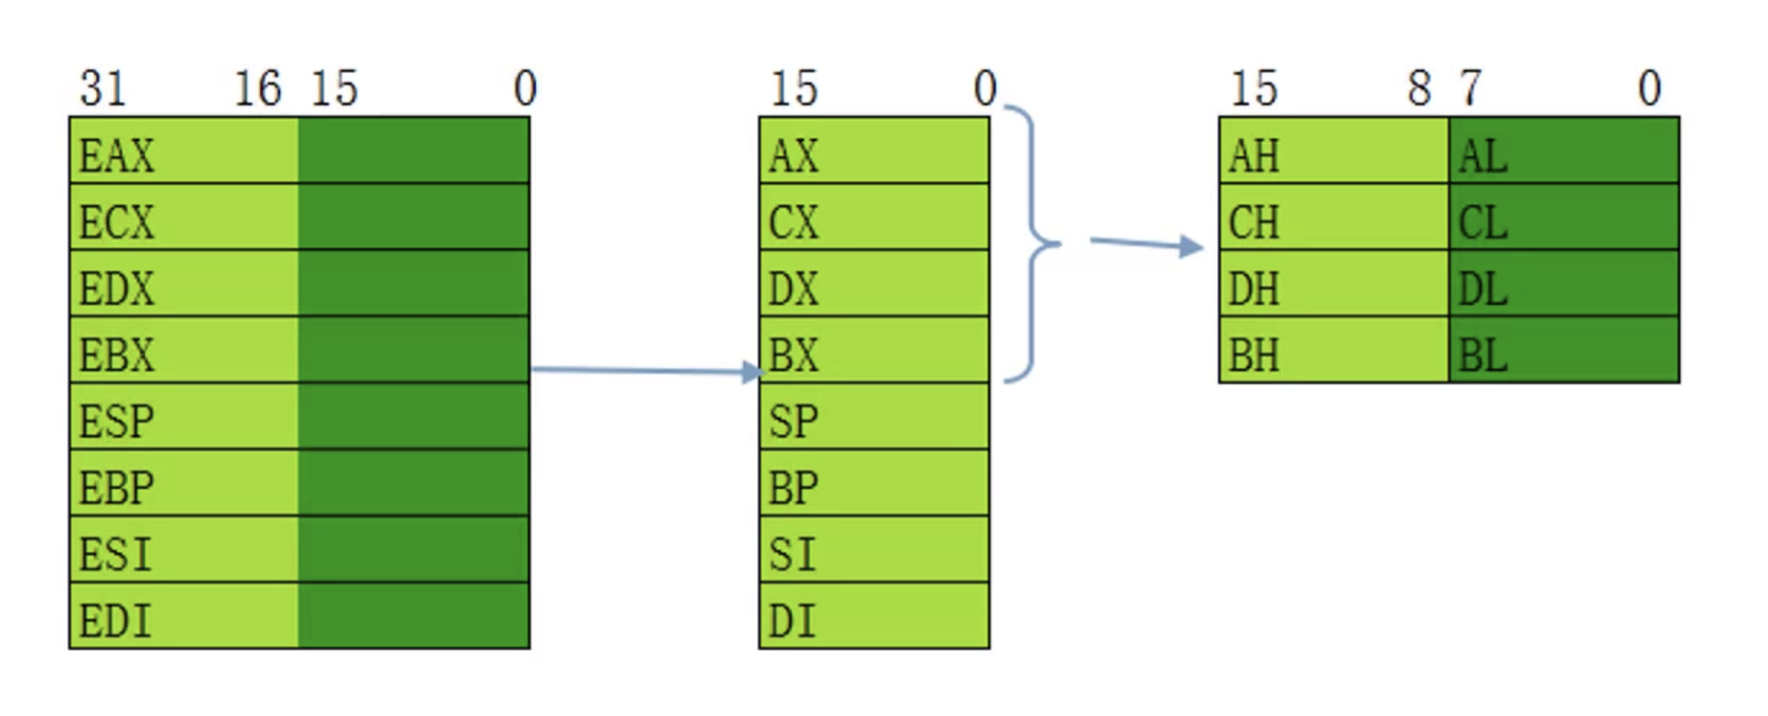 31 16 15 0 15 0 15 8 7 0
EAX AX AH AL
ECX CX CH CL
EDX DX DH DL
EBX BX BH BL
ESP SP
EBP BP
ESI SI
EDI DI